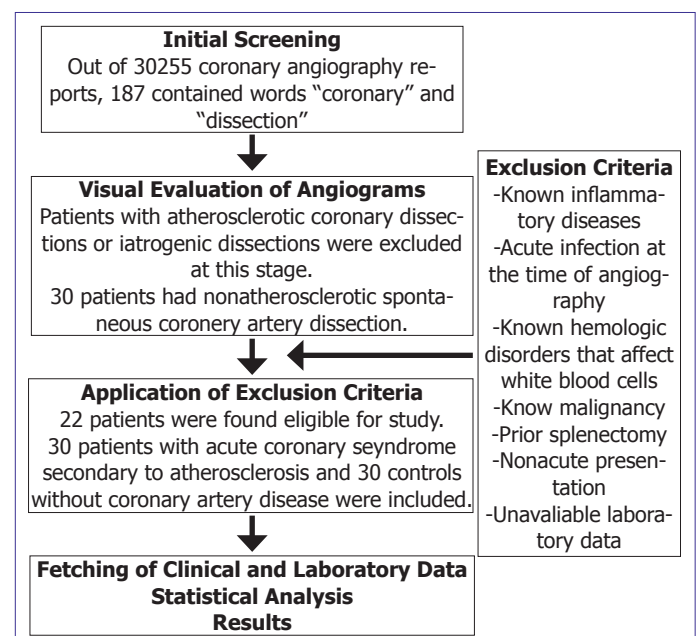 Initial Screening
Out of 30255 coronary angiography re-
ports, 187 contained words “coronary” and
“dissection”
Visual Evaluation of Angiograms
Patients with atherosclerotic coronary dissec-
tions or iatrogenic dissections were excluded
at this stage.
30 patients had nonatherosclerotic sponta-
neous coronery artery dissection.
Exclusion Criteria
-Known inflamma-
tory diseases
-Acute infection at
the time of angiog-
raphy
-Known hemologic
disorders that affect
white blood cells
-Know malignancy
-Prior splenectomy
-Nonacute presen-
tation
-Unavaliable labora-
tory data
Application of Exclusion Criteria
22 patients were found eligible for study.
30 patients with acute coronary seyndrome
secondary to atherosclerosis and 30 controls
without coronary artery disease were included.
Fetching of Clinical and Laboratory Data
Statistical Analysis
Results